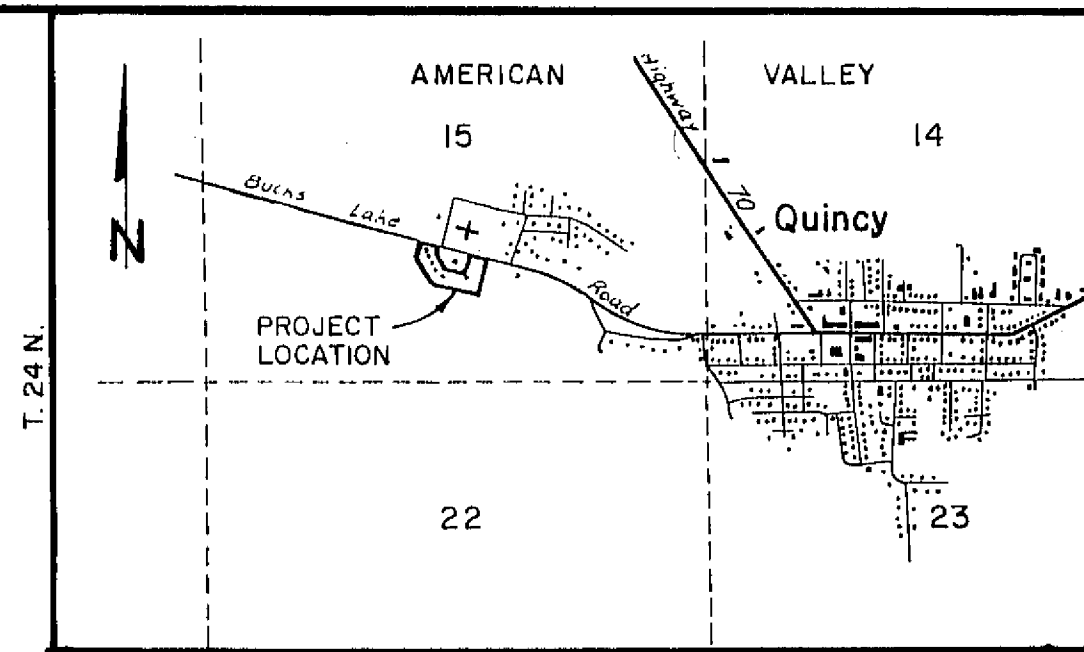 AMERICAN VALLEY
15
14
Highway 70
Bucks Lake Road
Quincy
N
PROJECT
LOCATION
T. 24 N.
22
23